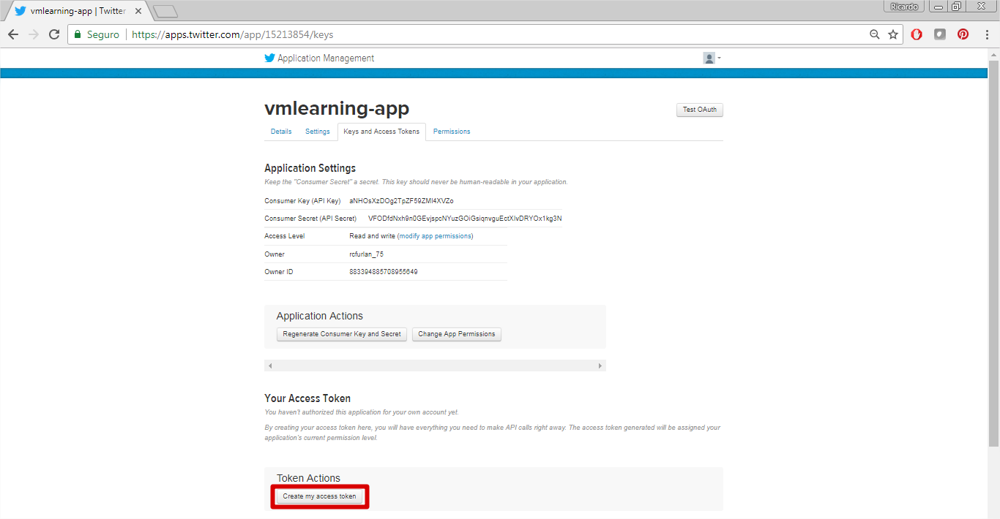 vmlearning-app | Twitter
Ricardo
Seguro
https://apps.twitter.com/app/15213854/keys
Application Management
vmlearning-app
Test OAuth
Details Settings Keys and Access Tokens Permissions
Application Settings
Keep the "Consumer Secret" a secret. This key should never be human-readable in your application.
Consumer Key (API Key) aNHOsXzDOg2TpZF59ZMI4XVZo
Consumer Secret (API Secret) VFODfdNxh9n0GEvjspcNYuzGOiGsiqnvguEctXIvDRYOx1kg3N
Access Level Read and write (modify app permissions)
Owner rcfurlan_75
Owner ID 883394885708955649
Application Actions
Regenerate Consumer Key and Secret Change App Permissions
Your Access Token
You haven't authorized this application for your own account yet.
By creating your access token here, you will have everything you need to make API calls right away. The access token generated will be assigned your
application's current permission level.
Token Actions
Create my access token